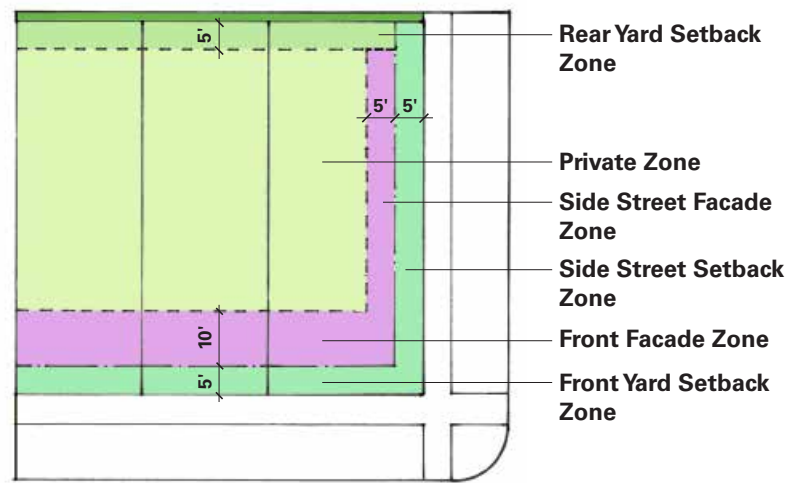 5'
Rear Yard Setback
Zone
5' 5'
Private Zone
Side Street Facade
Zone
Side Street Setback
Zone
10'
Front Facade Zone
5'
Front Yard Setback
Zone